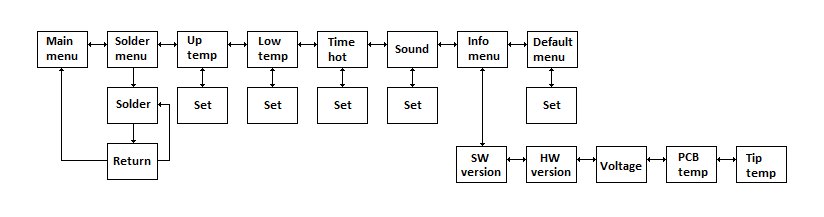 Main
menu
Solder
menu
Up
temp
Low
temp
Time
hot
Sound
Info
menu
Default
menu
Solder
Set
Set
Set
Set
Set
Return
SW
version
HW
version
Voltage
PCB
temp
Tip
temp